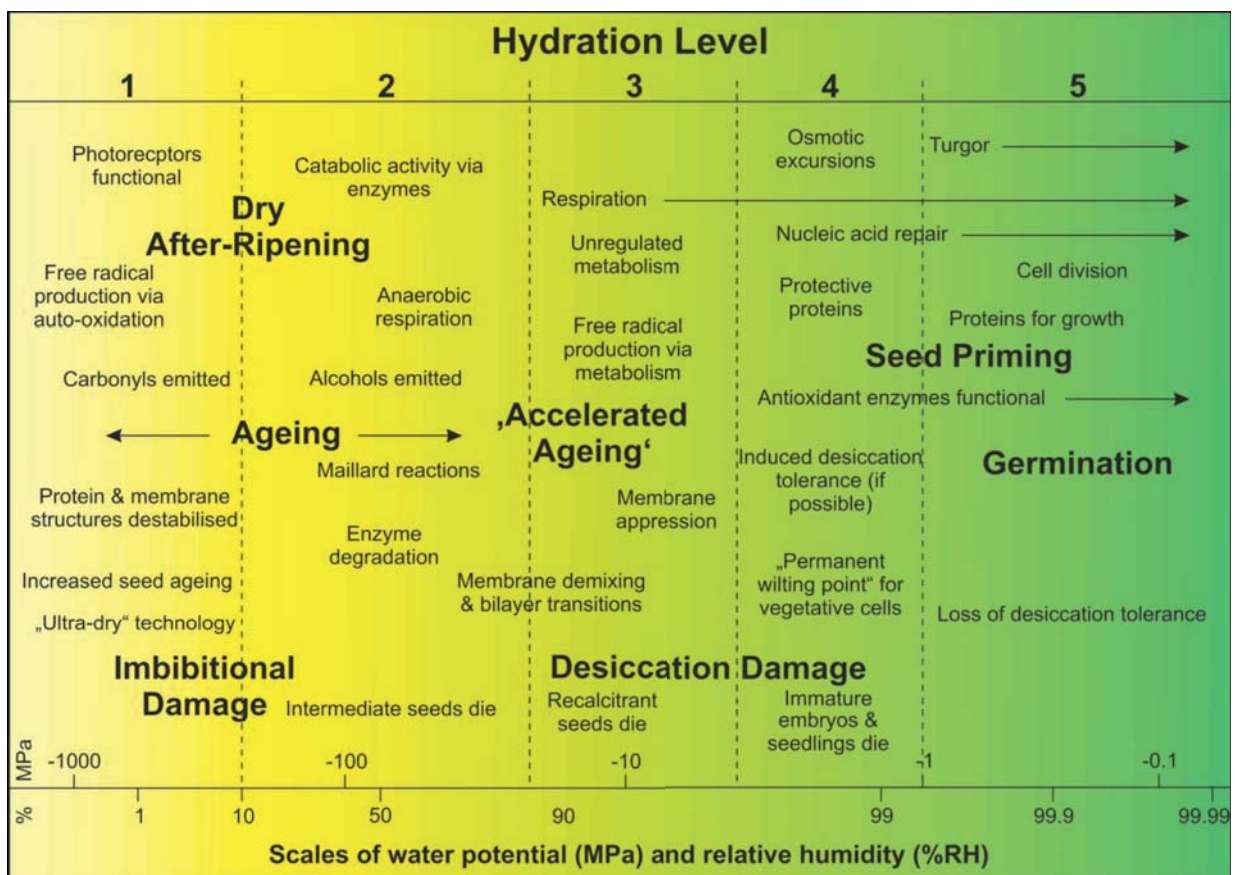 Hydration Level
1
2
3
4
5
Photorecptors
functional
Catabolic activity via
enzymes
Osmotic
excursions
Turgor
Dry
After-Ripening
Respiration
Unregulated
metabolism
Nucleic acid repair
Free radical
production via
auto-oxidation
Anaerobic
respiration
Protective
proteins
Cell division
Proteins for growth
Free radical
production via
metabolism
Seed Priming
Carbonyls emitted
Alcohols emitted
Antioxidant enzymes functional
Ageing
‚Accelerated
Ageing‘
Maillard reactions
Induced desiccation
tolerance (if
possible)
Germination
Protein & membrane
structures destabilised
Membrane
appression
Enzyme
degradation
Increased seed ageing
Membrane demixing
& bilayer transitions
„Permanent
wilting point“ for
vegetative cells
„Ultra-dry“ technology
Loss of desiccation tolerance
Imbibitional
Damage
Desiccation Damage
Intermediate seeds die
Recalcitrant
seeds die
Immature
embryos &
seedlings die
MPa
-1000
-100
-10
-1
-0.1
%
1
10
50
90
99
99.9
99.99
Scales of water potential (MPa) and relative humidity (%RH)